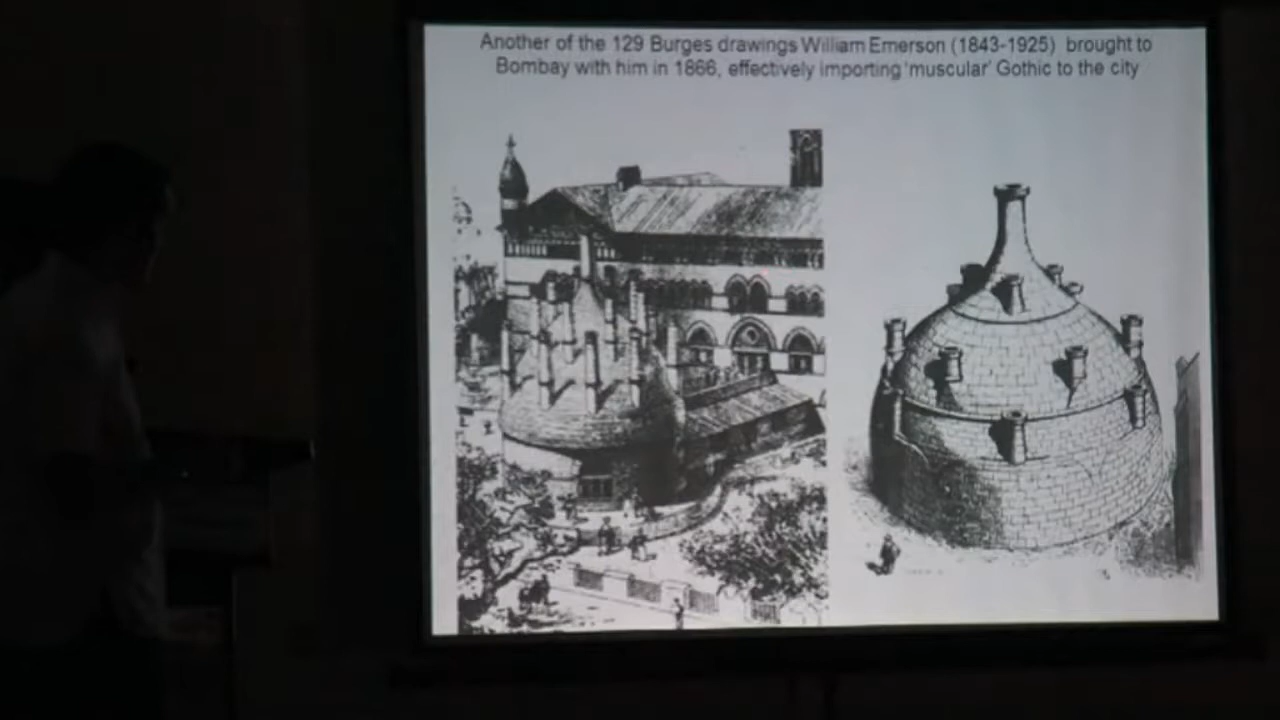 Another of the 129 Burges drawings William Emerson (1843-1925) brought to
Bombay with him in 1866, effectively importing 'muscular' Gothic to the city